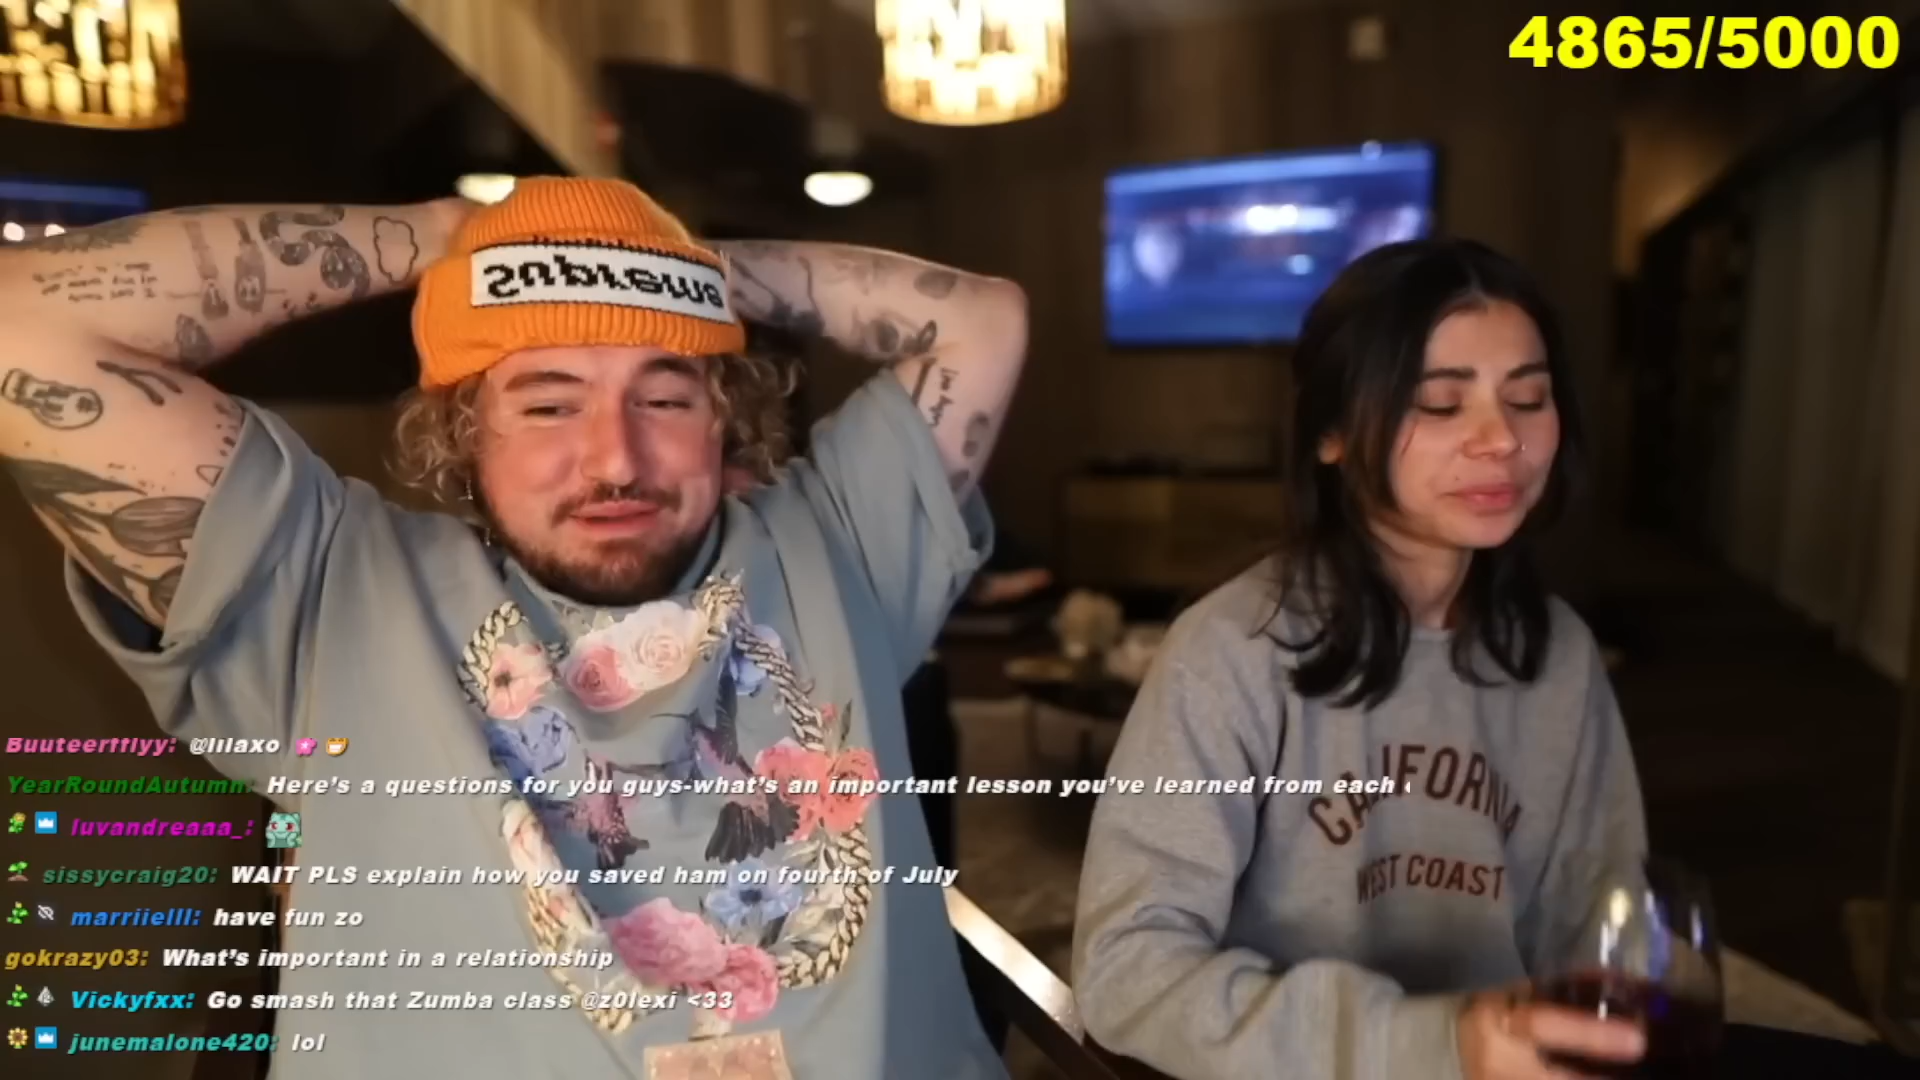 4865/5000
Supreme
CALIFORNIA
WEST COAST
Buuteerfflyy: @lilaxo
YearRoundAutumn: Here's a questions for you guys-what's an important lesson you've learned from each
luvandreaaa_:
sissycraig20: WAIT PLS explain how you saved ham on fourth of July
marriielll: have fun zo
gokrazy03: What's important in a relationship
Vickyfxx: Go smash that Zumba class @z0lexi <33
junemalone420: lol